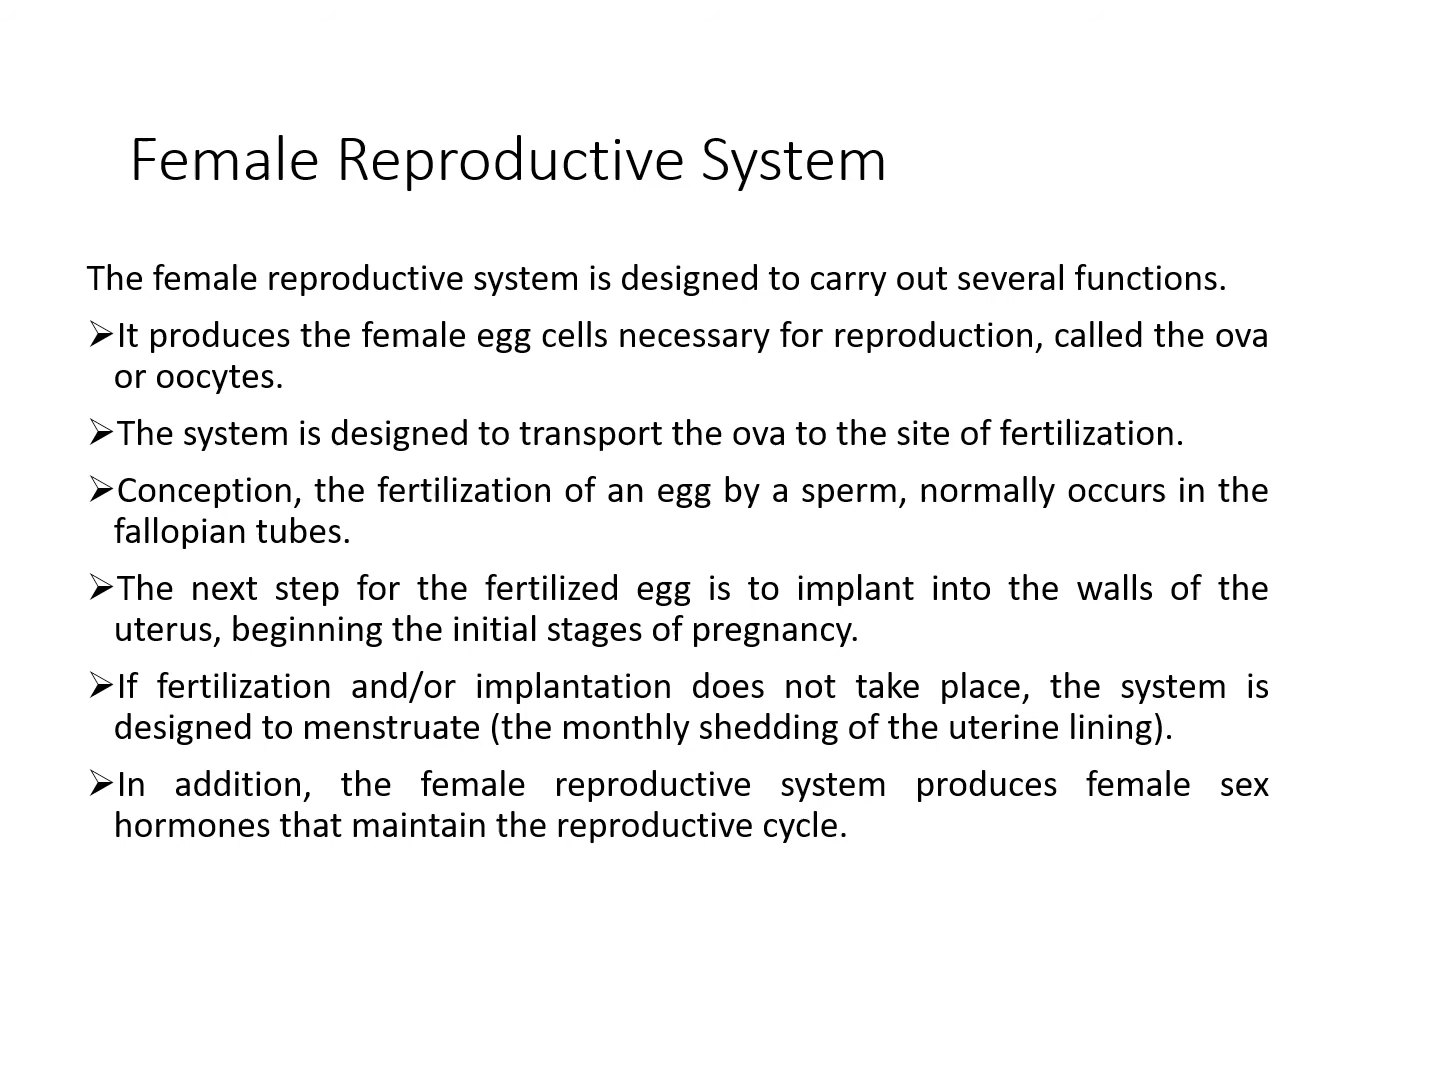 Female Reproductive System
The female reproductive system is designed to carry out several functions.
➢It produces the female egg cells necessary for reproduction, called the ova
or oocytes.
➢The system is designed to transport the ova to the site of fertilization.
➢Conception, the fertilization of an egg by a sperm, normally occurs in the
fallopian tubes.
➢The next step for the fertilized egg is to implant into the walls of the
uterus, beginning the initial stages of pregnancy.
➢If fertilization and/or implantation does not take place, the system is
designed to menstruate (the monthly shedding of the uterine lining).
➢In addition, the female reproductive system produces female sex
hormones that maintain the reproductive cycle.